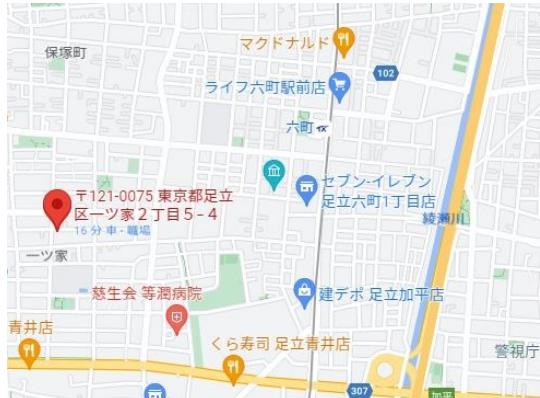 マクドナルド
保塚町
102
ライフ六町駅前店
六町
〒121-0075 東京都足立
区一ツ家2丁目5-4
16 分 車・職場
セブン-イレブン
足立六町1丁目店
綾瀬川
一ツ家
慈生会 等潤病院
建デポ 足立加平店
青井店
くら寿司 足立青井店
警視庁
307
加平